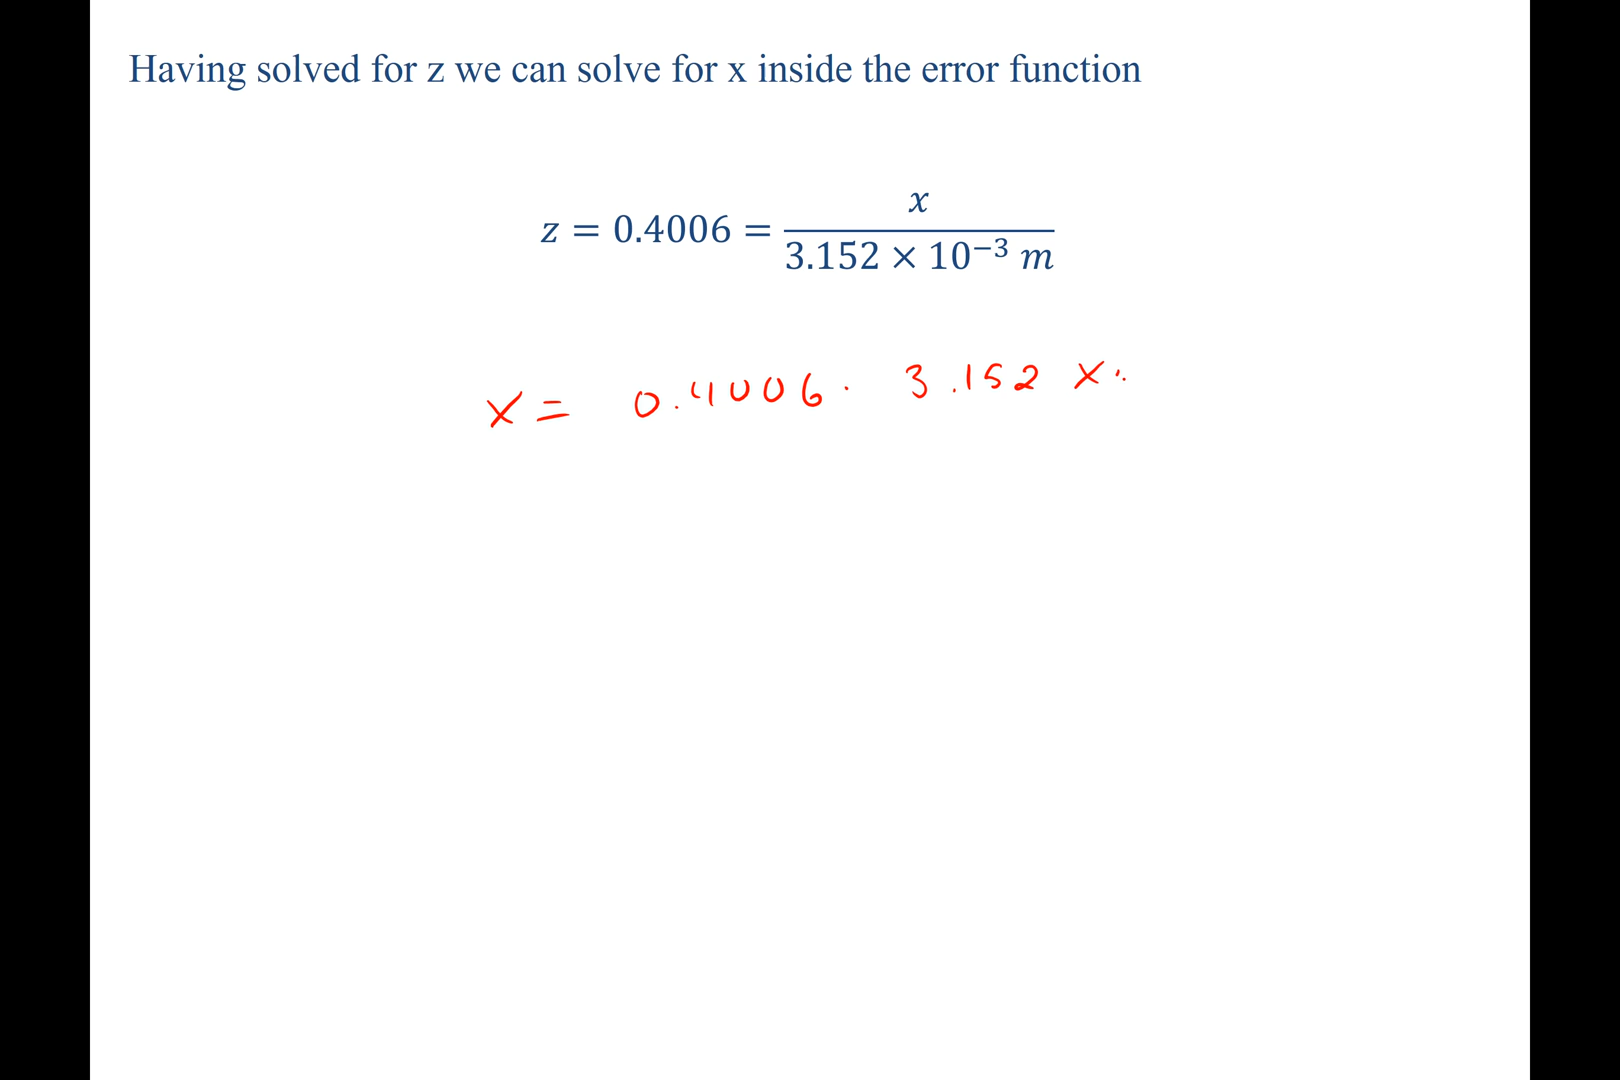 Having solved for z we can solve for x inside the error function
z = 0.4006 = x / 3.152 × 10⁻³ m
x = 0.4006 · 3.152 x